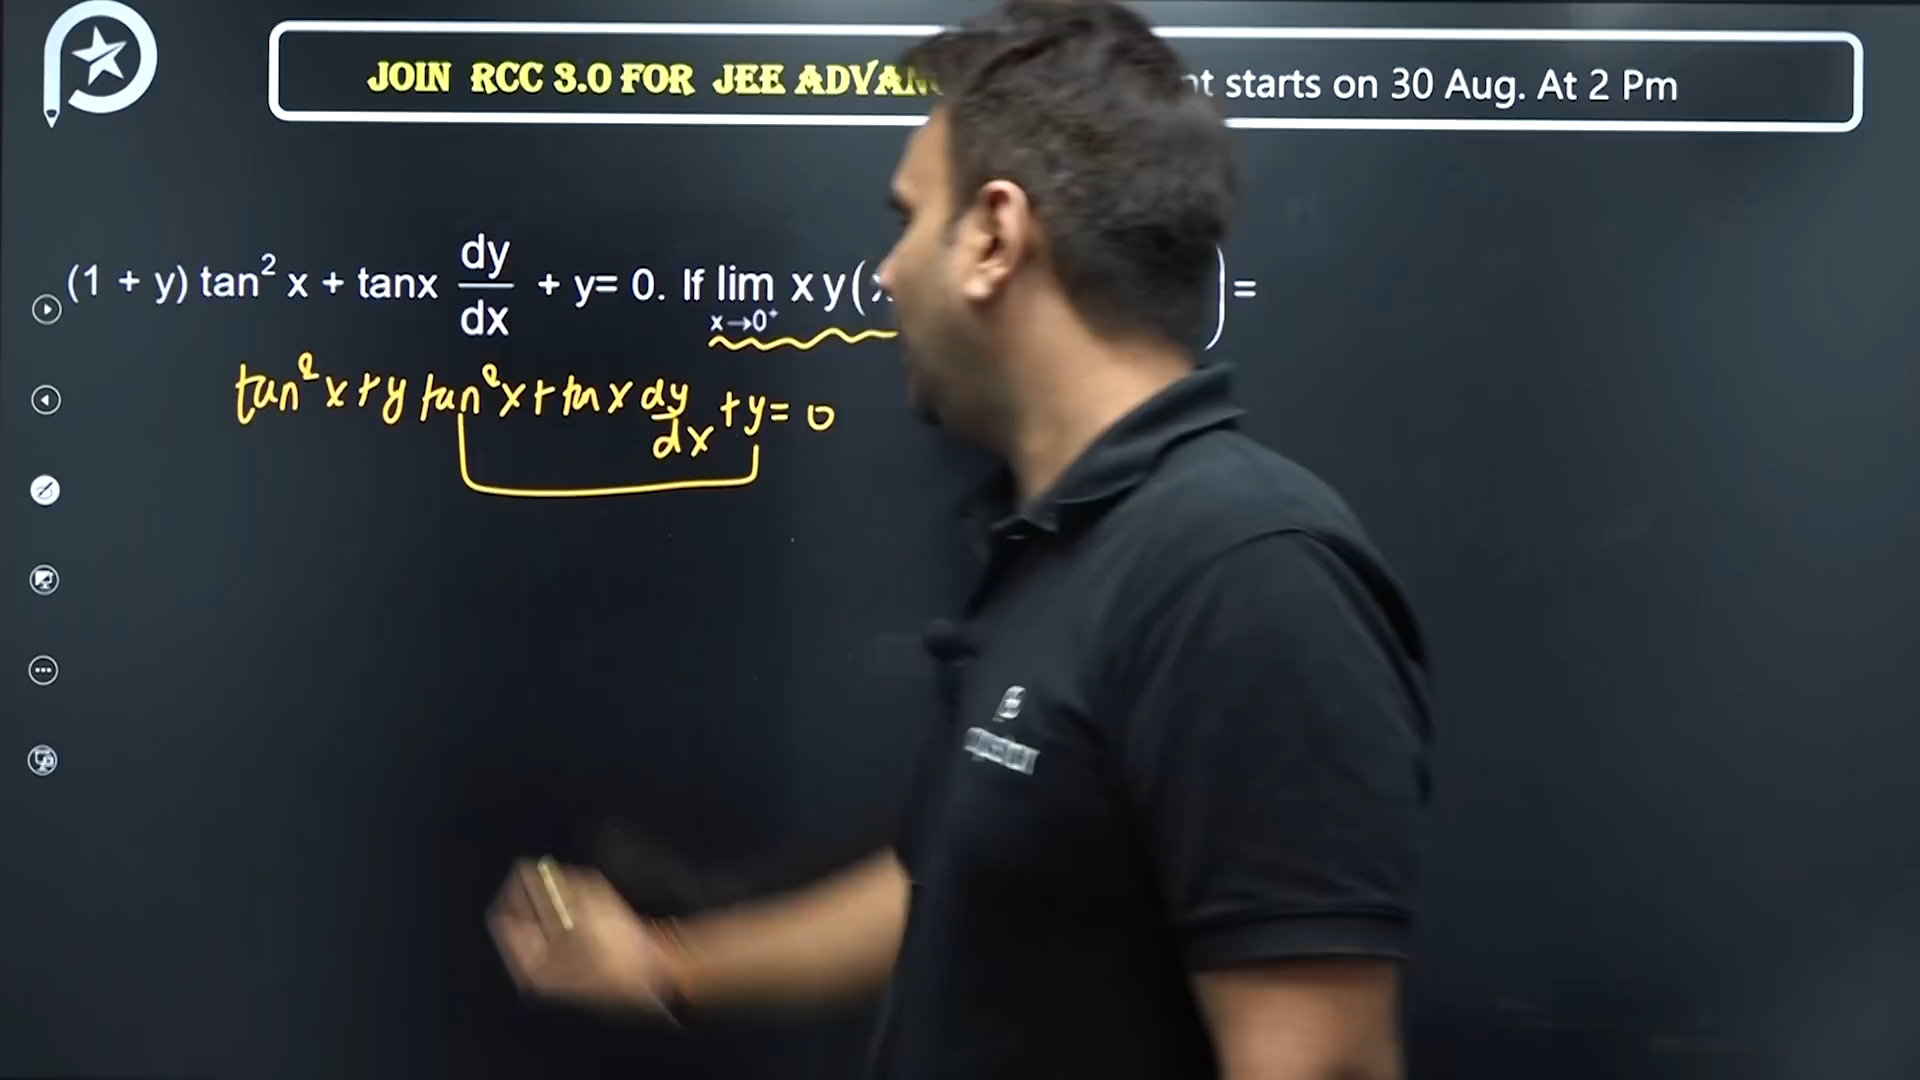 JOIN RCC 3.0 FOR JEE ADVAN nt starts on 30 Aug. At 2 Pm
(1 + y) tan² x + tanx dy/dx + y= 0. If lim x→0⁺ x y( ) =
tan²x + y tan²x + tan x dy/dx + y = 0